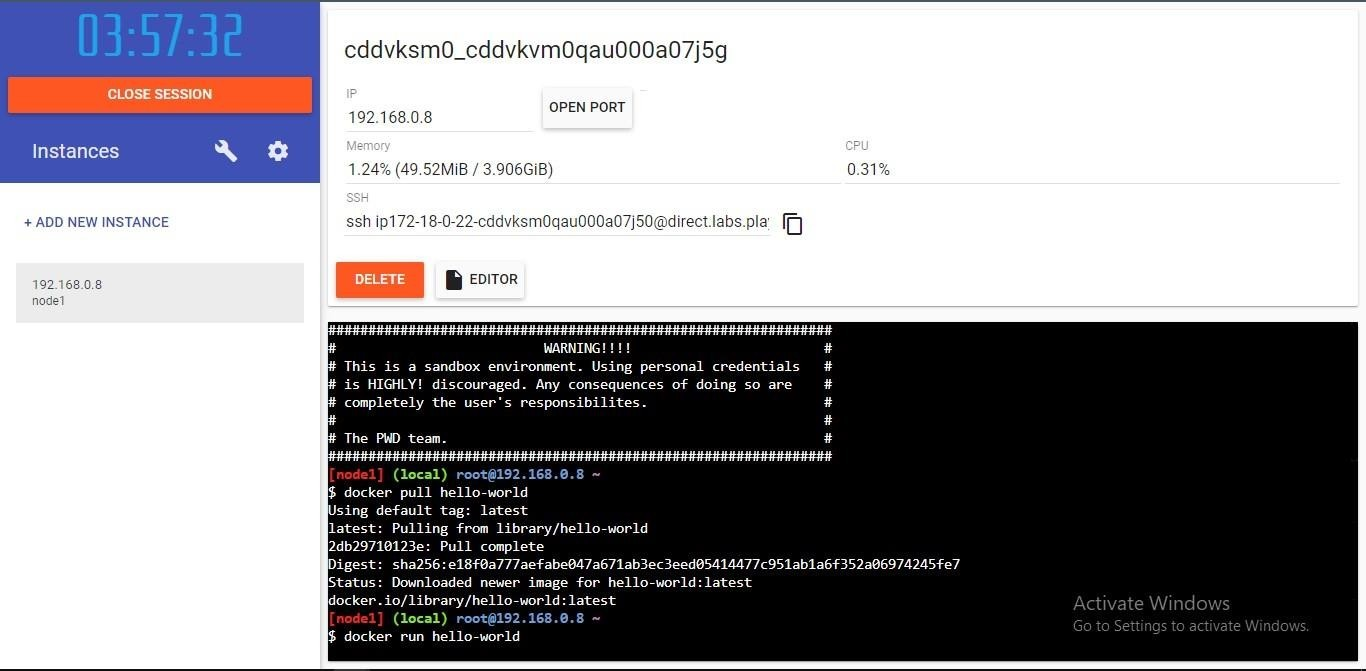 03:57:32
CLOSE SESSION
Instances
+ ADD NEW INSTANCE
192.168.0.8
node1
cddvksm0_cddvkvm0qau000a07j5g
IP
192.168.0.8
OPEN PORT
Memory
1.24% (49.52MiB / 3.906GiB)
CPU
0.31%
SSH
ssh ip172-18-0-22-cddvksm0qau000a07j50@direct.labs.play
DELETE
EDITOR
###############################################################
#                          WARNING!!!!                        #
# This is a sandbox environment. Using personal credentials   #
# is HIGHLY! discouraged. Any consequences of doing so are    #
# completely the user's responsibilites.                      #
#                                                             #
# The PWD team.                                               #
###############################################################
[node1] (local) root@192.168.0.8 ~
$ docker pull hello-world
Using default tag: latest
latest: Pulling from library/hello-world
2db29710123e: Pull complete
Digest: sha256:e18f0a777aefabe047a671ab3ec3eed05414477c951ab1a6f352a06974245fe7
Status: Downloaded newer image for hello-world:latest
docker.io/library/hello-world:latest
[node1] (local) root@192.168.0.8 ~
$ docker run hello-world
Activate Windows
Go to Settings to activate Windows.